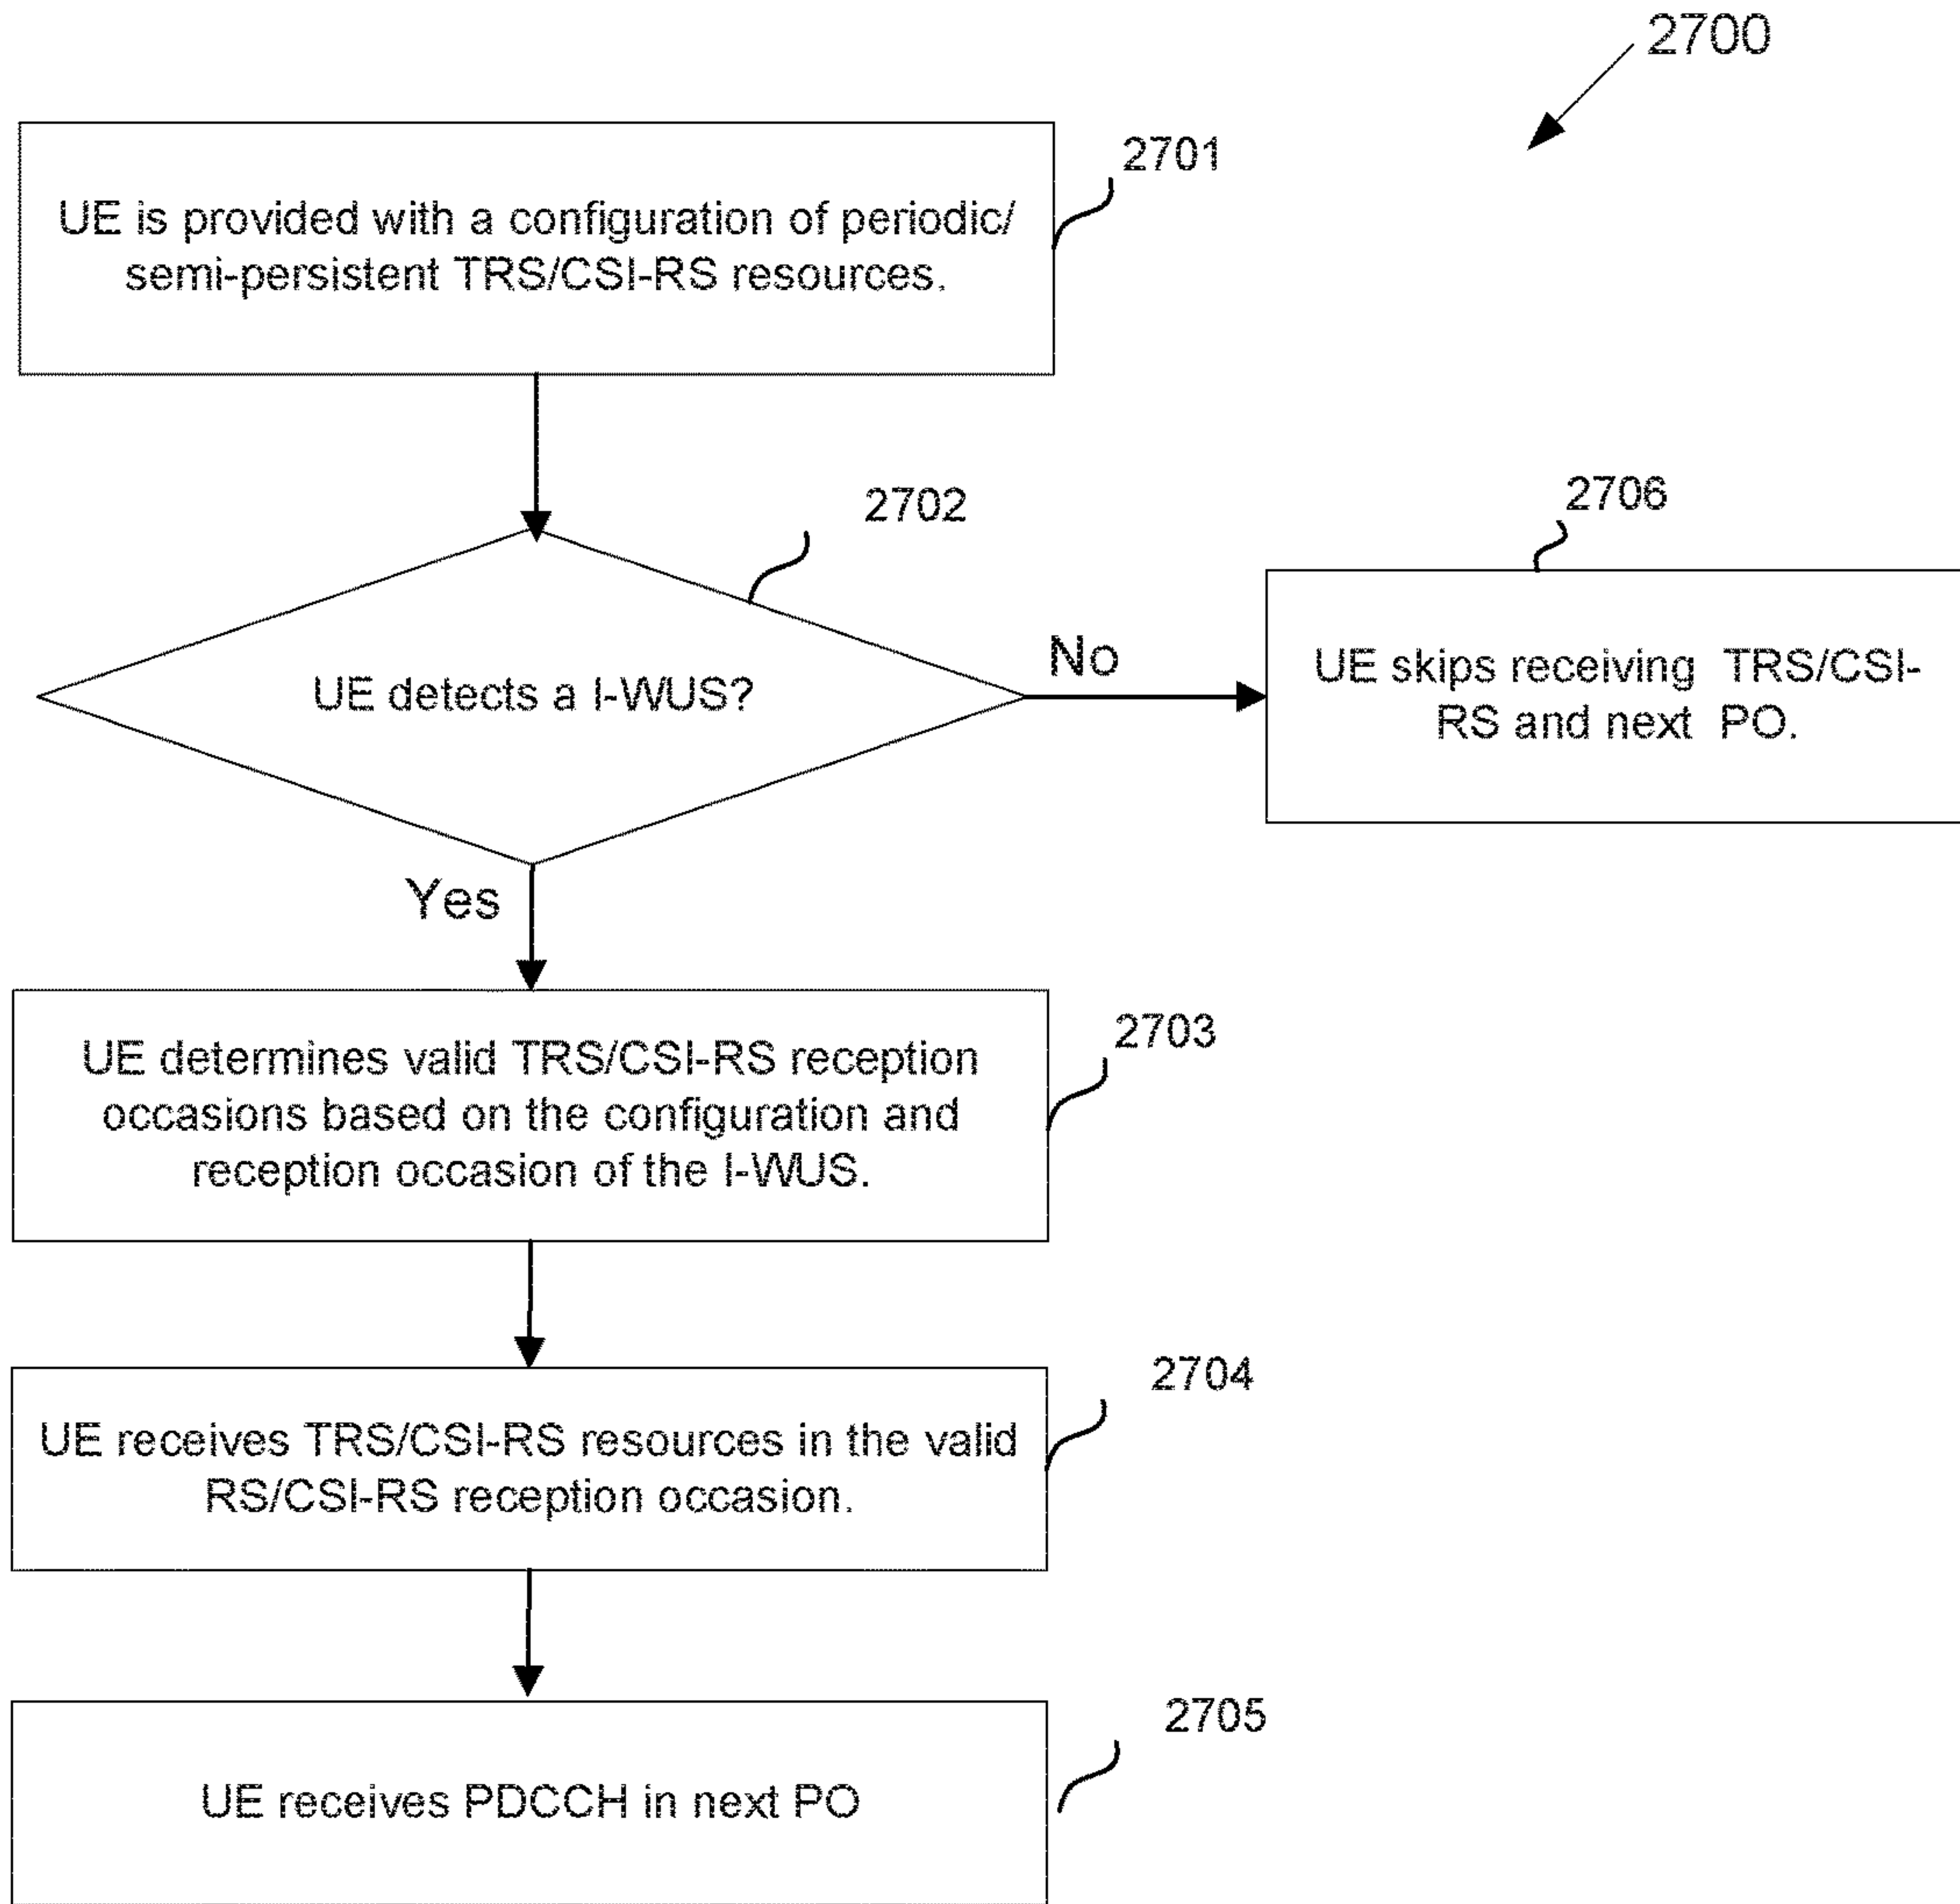 2700
2701
UE is provided with a configuration of periodic/
semi-persistent TRS/CSI-RS resources.
2702
UE detects a I-WUS?
No
2706
UE skips receiving TRS/CSI-
RS and next PO.
Yes
2703
UE determines valid TRS/CSI-RS reception
occasions based on the configuration and
reception occasion of the I-WUS.
2704
UE receives TRS/CSI-RS resources in the valid
RS/CSI-RS reception occasion.
2705
UE receives PDCCH in next PO